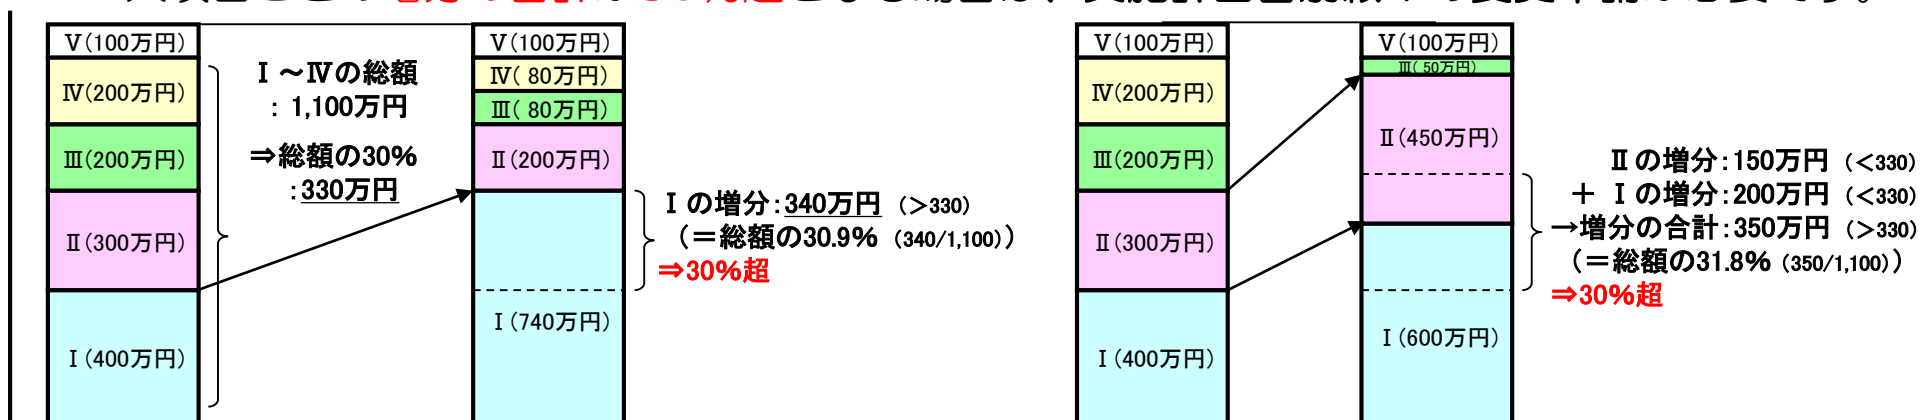 Ⅴ(100万円)
Ⅳ(200万円)
Ⅲ(200万円)
Ⅱ(300万円)
Ⅰ(400万円)
Ⅰ～Ⅳの総額
：1,100万円
⇒総額の30%
：330万円
Ⅴ(100万円)
Ⅳ( 80万円)
Ⅲ( 80万円)
Ⅱ(200万円)
Ⅰ(740万円)
Ⅰの増分：340万円 (＞330)
(＝総額の30.9% (340/1,100))
⇒30%超
Ⅴ(100万円)
Ⅳ(200万円)
Ⅲ(200万円)
Ⅱ(300万円)
Ⅰ(400万円)
Ⅴ(100万円)
Ⅲ( 50万円)
Ⅱ(450万円)
Ⅰ(600万円)
Ⅱの増分：150万円 (＜330)
＋ Ⅰの増分：200万円 (＜330)
→増分の合計：350万円 (＞330)
(＝総額の31.8% (350/1,100))
⇒30%超